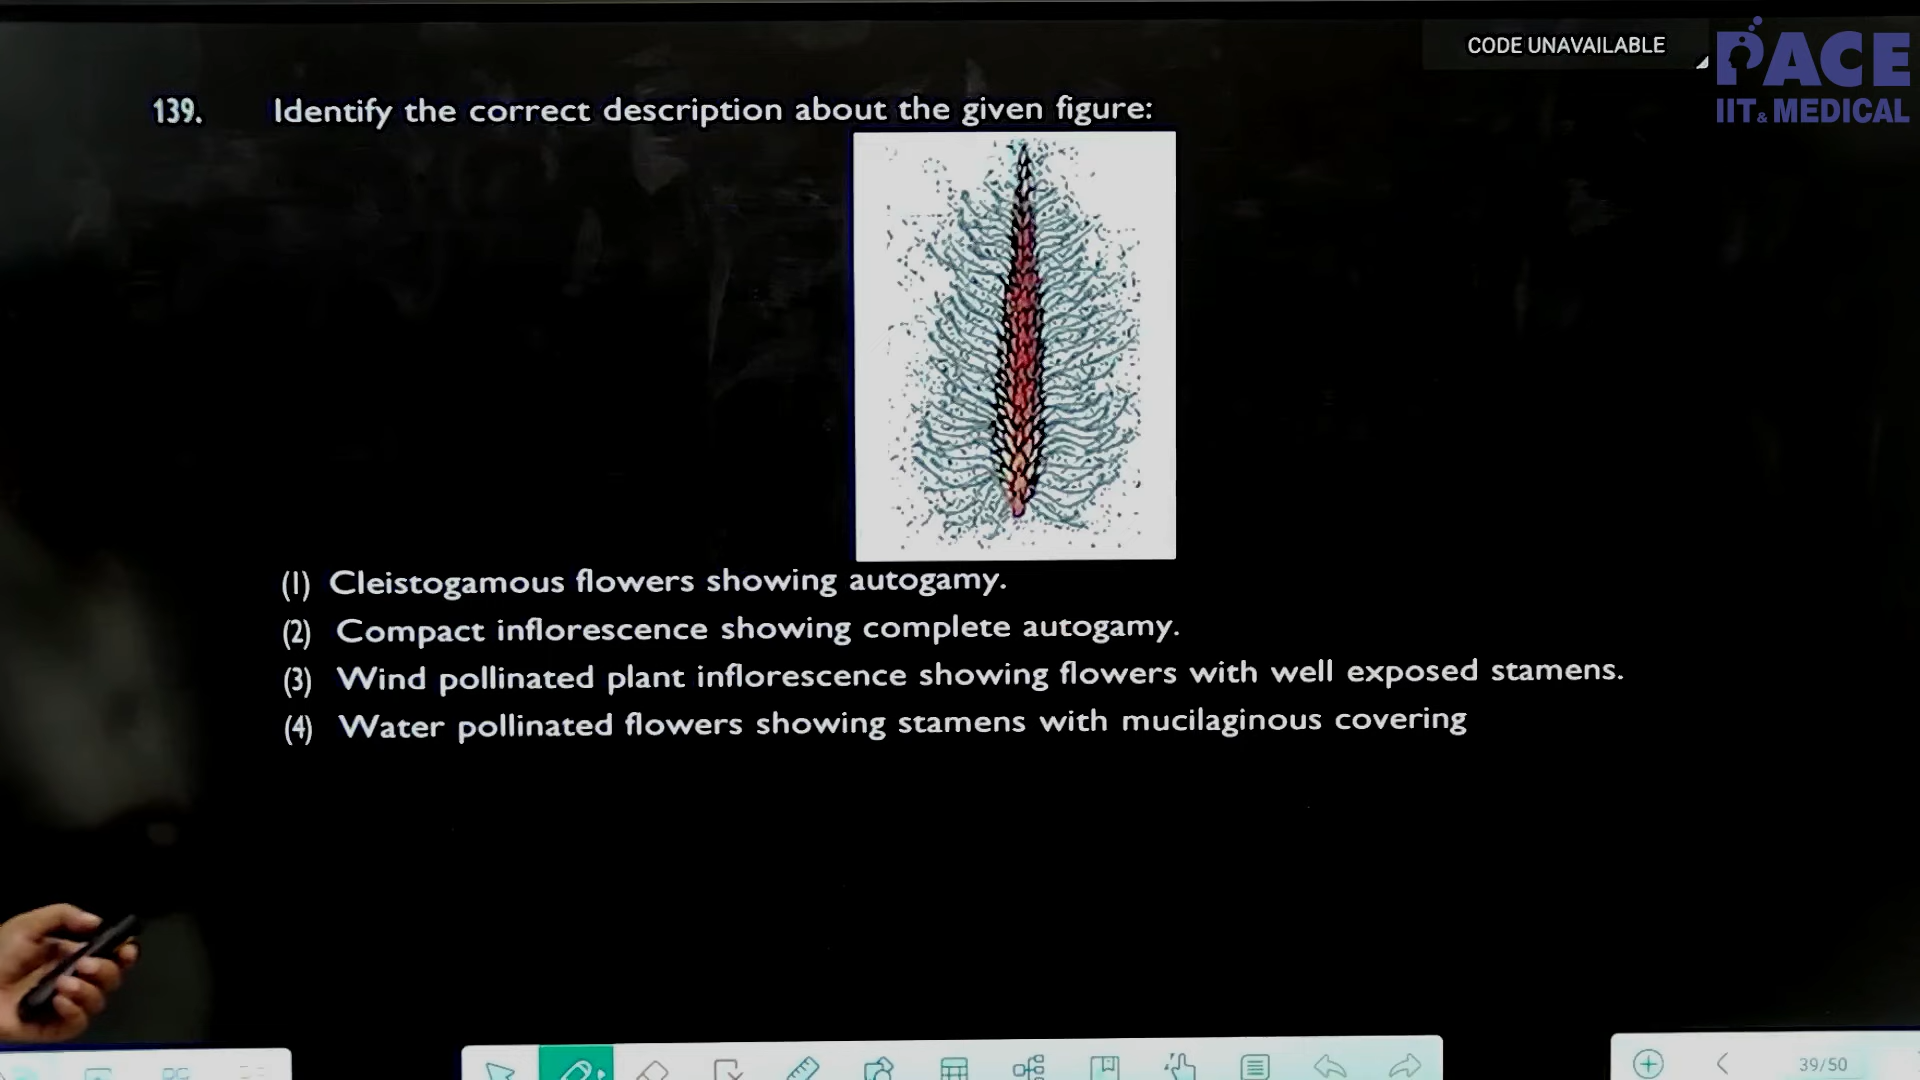 CODE UNAVAILABLE
PACE
IIT & MEDICAL
139. Identify the correct description about the given figure:
(1) Cleistogamous flowers showing autogamy.
(2) Compact inflorescence showing complete autogamy.
(3) Wind pollinated plant inflorescence showing flowers with well exposed stamens.
(4) Water pollinated flowers showing stamens with mucilaginous covering
39/50